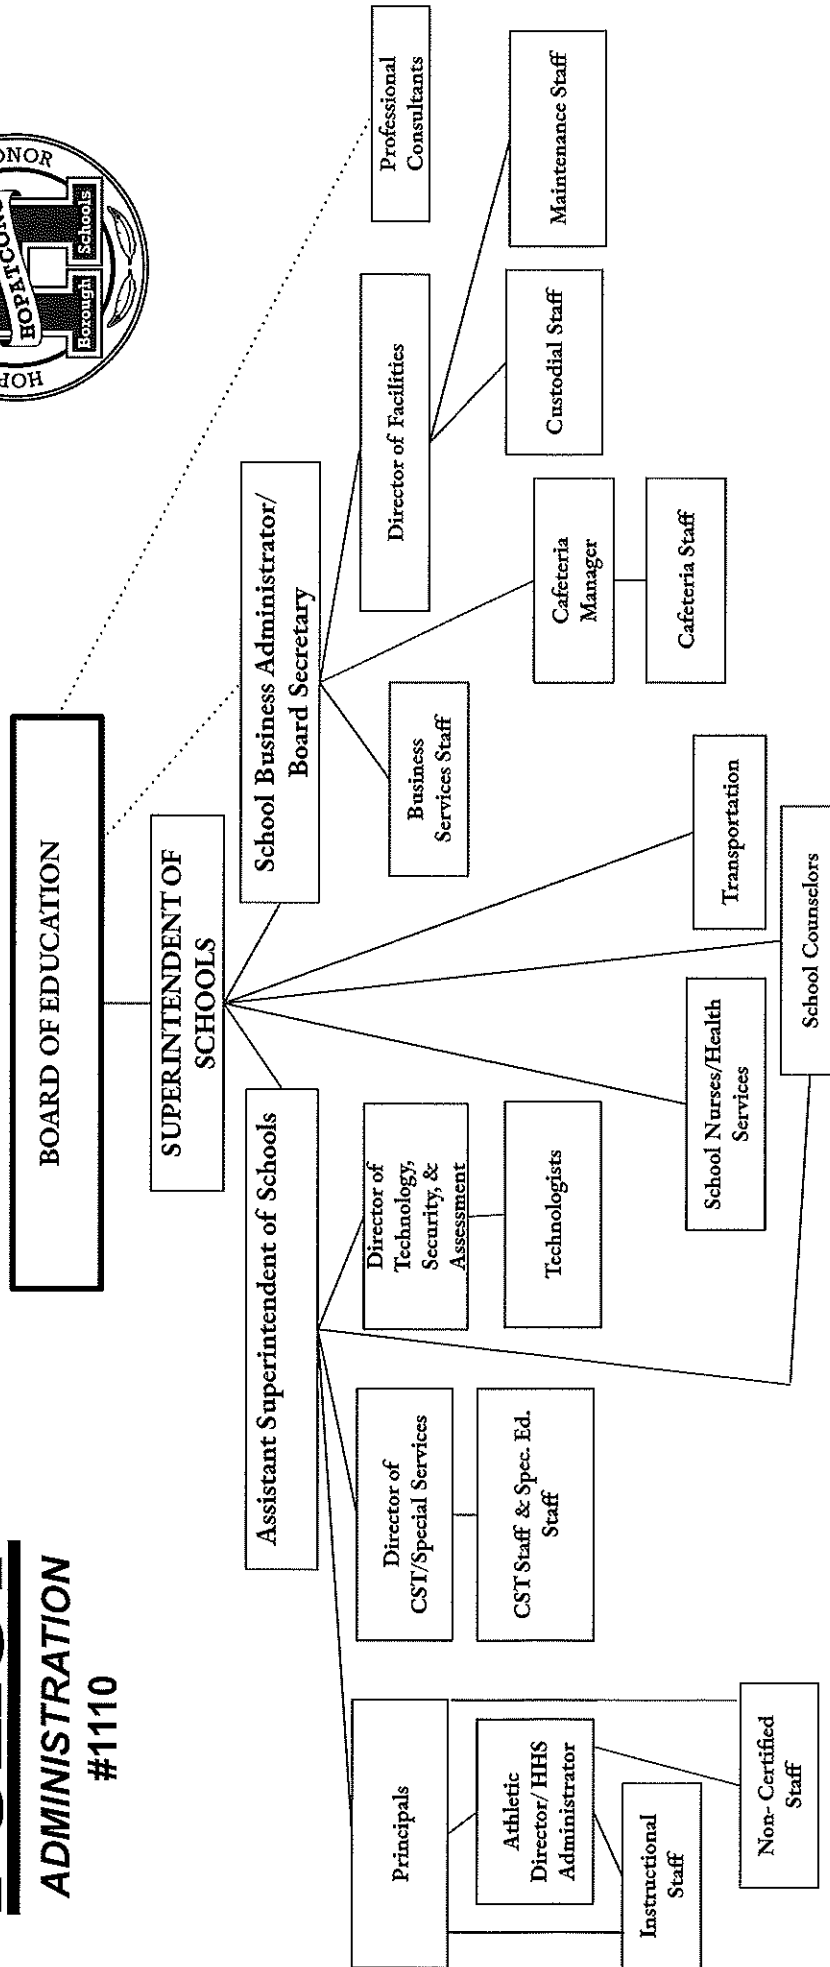 ADMINISTRATION
#1110
HOPATCONG
Borough
Schools
BOARD OF EDUCATION
SUPERINTENDENT OF
SCHOOLS
Assistant Superintendent of Schools
School Business Administrator/
Board Secretary
Principals
Director of
CST/Special Services
Director of
Technology,
Security, &
Assessment
Business
Services Staff
Director of Facilities
Professional
Consultants
Athletic
Director/ HHS
Administrator
CST Staff & Spec. Ed.
Staff
Technologists
Cafeteria
Manager
Custodial Staff
Maintenance Staff
Instructional
Staff
Cafeteria Staff
Non- Certified
Staff
School Nurses/Health
Services
Transportation
School Counselors